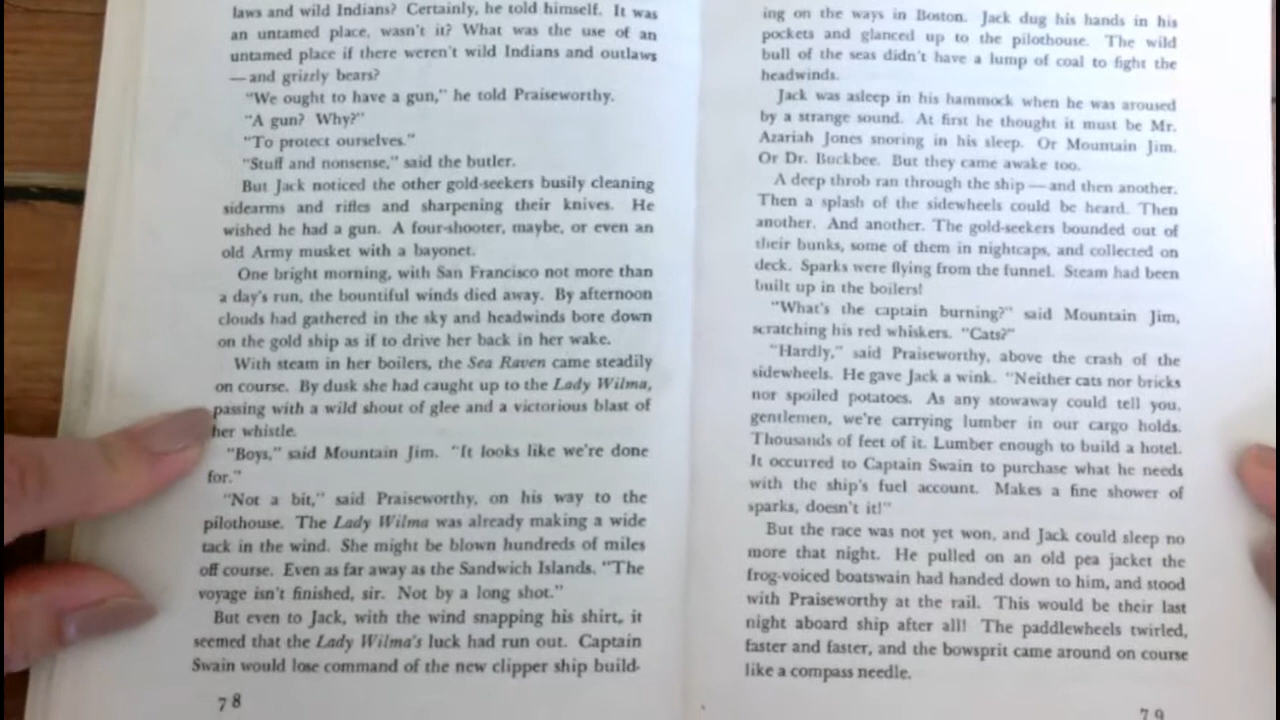 laws and wild Indians? Certainly, he told himself. It was
an untamed place, wasn't it? What was the use of an
untamed place if there weren't wild Indians and outlaws
—and grizzly bears?
"We ought to have a gun," he told Praiseworthy.
"A gun? Why?"
"To protect ourselves."
"Stuff and nonsense," said the butler.
But Jack noticed the other gold-seekers busily cleaning
sidearms and rifles and sharpening their knives. He
wished he had a gun. A four-shooter, maybe, or even an
old Army musket with a bayonet.
One bright morning, with San Francisco not more than
a day's run, the bountiful winds died away. By afternoon
clouds had gathered in the sky and headwinds bore down
on the gold ship as if to drive her back in her wake.
With steam in her boilers, the Sea Raven came steadily
on course. By dusk she had caught up to the Lady Wilma,
passing with a wild shout of glee and a victorious blast of
her whistle.
"Boys," said Mountain Jim. "It looks like we're done
for."
"Not a bit," said Praiseworthy, on his way to the
pilothouse. The Lady Wilma was already making a wide
tack in the wind. She might be blown hundreds of miles
off course. Even as far away as the Sandwich Islands. "The
voyage isn't finished, sir. Not by a long shot."
But even to Jack, with the wind snapping his shirt, it
seemed that the Lady Wilma's luck had run out. Captain
Swain would lose command of the new clipper ship build-
78
ing on the ways in Boston. Jack dug his hands in his
pockets and glanced up to the pilothouse. The wild
bull of the seas didn't have a lump of coal to fight the
headwinds.
Jack was asleep in his hammock when he was aroused
by a strange sound. At first he thought it must be Mr.
Azariah Jones snoring in his sleep. Or Mountain Jim.
Or Dr. Buckbee. But they came awake too.
A deep throb ran through the ship—and then another.
Then a splash of the sidewheels could be heard. Then
another. And another. The gold-seekers bounded out of
their bunks, some of them in nightcaps, and collected on
deck. Sparks were flying from the funnel. Steam had been
built up in the boilers!
"What's the captain burning?" said Mountain Jim,
scratching his red whiskers. "Cats?"
"Hardly," said Praiseworthy, above the crash of the
sidewheels. He gave Jack a wink. "Neither cats nor bricks
nor spoiled potatoes. As any stowaway could tell you,
gentlemen, we're carrying lumber in our cargo holds.
Thousands of feet of it. Lumber enough to build a hotel.
It occurred to Captain Swain to purchase what he needs
with the ship's fuel account. Makes a fine shower of
sparks, doesn't it!"
But the race was not yet won, and Jack could sleep no
more that night. He pulled on an old pea jacket the
frog-voiced boatswain had handed down to him, and stood
with Praiseworthy at the rail. This would be their last
night aboard ship after all! The paddlewheels twirled,
faster and faster, and the bowsprit came around on course
like a compass needle.
79